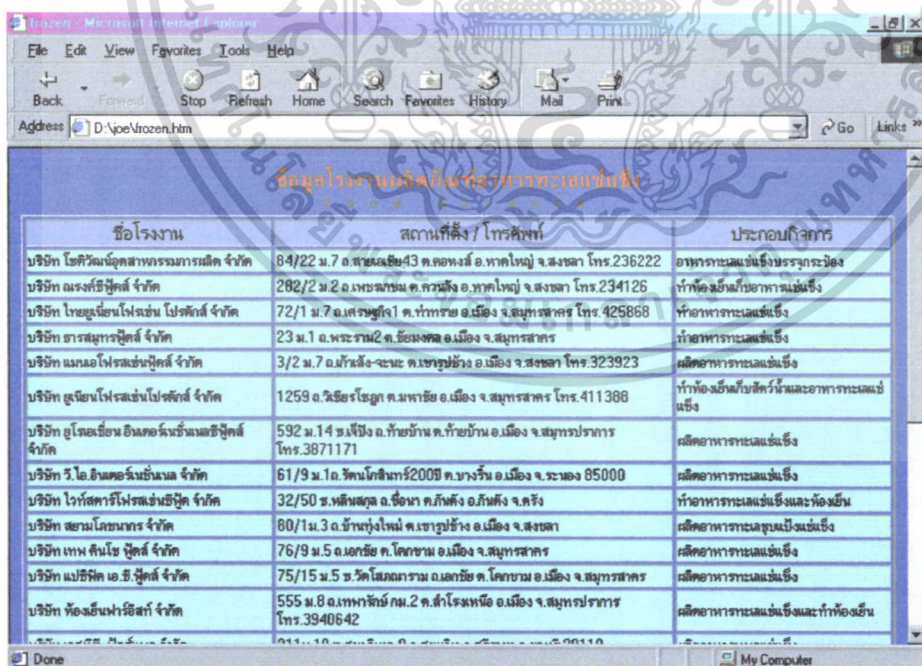 frozen - Microsoft Internet Explorer
File Edit View Favorites Tools Help
Back Forward Stop Refresh Home Search Favorites History Mail Print
Address D:\joe\frozen.htm Go Links »
ข้อมูลโรงงานผลิตภัณฑ์อาหารทะเลแช่แข็ง
ชื่อโรงงาน สถานที่ตั้ง / โทรศัพท์ ประกอบกิจการ
บริษัท โชติวัฒน์อุตสาหกรรมการผลิต จำกัด 84/22 ม.7 ถ.สายเอเชีย43 ต.คอหงส์ อ.หาดใหญ่ จ.สงขลา โทร.236222 อาหารทะเลแช่แข็งบรรจุกระป๋อง
บริษัท ณรงค์ซีฟู้ดส์ จำกัด 282/2 ม.2 ถ.เพชรเกษม ต.ควนลัง อ.หาดใหญ่ จ.สงขลา โทร.234126 ทำห้องเย็นเก็บอาหารแช่แข็ง
บริษัท ไทยยูเนี่ยนโฟรเซ่น โปรดักส์ จำกัด 72/1 ม.7 ถ.เศรษฐกิจ1 ต.ท่าทราย อ.เมือง จ.สมุทรสาคร โทร.425868 ทำอาหารทะเลแช่แข็ง
บริษัท ธารสมุทรฟู้ดส์ จำกัด 23 ม.1 ถ.พระราม2 ต.ชัยมงคล อ.เมือง จ.สมุทรสาคร ทำอาหารทะเลแช่แข็ง
บริษัท แมนเอโฟรสเซ่นฟู้ดส์ จำกัด 3/2 ม.7 ถ.เก้าเส้ง-จะนะ ต.เขารูปช้าง อ.เมือง จ.สงขลา โทร.323923 ผลิตอาหารทะเลแช่แข็ง
บริษัท ยูเนียนโฟรสเซ่นโปรดักส์ จำกัด 1259 ถ.วิเชียรโชฎก ต.มหาชัย อ.เมือง จ.สมุทรสาคร โทร.411388 ทำห้องเย็นเก็บสัตว์น้ำและอาหารทะเลแช่
แข็ง
บริษัท ยูโรเอเชี่ยน อินเตอร์เนชั่นแนลซีฟู้ดส์ 592 ม.14 ซ.เจ็ปิง ถ.ท้ายบ้าน ต.ท้ายบ้าน อ.เมือง จ.สมุทรปราการ ผลิตอาหารทะเลแช่แข็ง
จำกัด โทร.3871171
บริษัท วี.ไอ.อินเตอร์เนชั่นแนล จำกัด 61/9 ม.1ถ.รัตนโกสินทร์200ปี ต.บางริ้น อ.เมือง จ.ระนอง 85000 ผลิตอาหารทะเลแช่แข็ง
บริษัท ไวท์สตาร์โฟรสเซ่นซีฟู้ด จำกัด 32/50 ซ.หลินสกุล ถ.ชื่อนา ต.กันตัง อ.กันตัง จ.ตรัง ทำอาหารทะเลแช่แข็งและห้องเย็น
บริษัท สยามโภชนากร จำกัด 80/1ม.3 ถ.บ้านทุ่งใหม่ ต.เขารูปช้าง อ.เมือง จ.สงขลา ผลิตอาหารทะเลชุบแป้งแช่แข็ง
บริษัท เทพ คินโช ฟู้ดส์ จำกัด 76/9 ม.5 ถ.เอกชัย ต.โคกขาม อ.เมือง จ.สมุทรสาคร ผลิตอาหารทะเลแช่แข็ง
บริษัท แปซิฟิค เอ.ซี.ฟู้ดส์ จำกัด 75/15 ม.5 ซ.วัดโสภณาราม ถ.เอกชัย ต.โคกขาม อ.เมือง จ.สมุทรสาคร ผลิตอาหารทะเลแช่แข็ง
บริษัท ห้องเย็นฟาร์อีสท์ จำกัด 555 ม.8 ถ.เทพารักษ์ กม.2 ต.สำโรงเหนือ อ.เมือง จ.สมุทรปราการ ผลิตอาหารทะเลแช่แข็งและทำห้องเย็น
โทร.3940642
Done My Computer